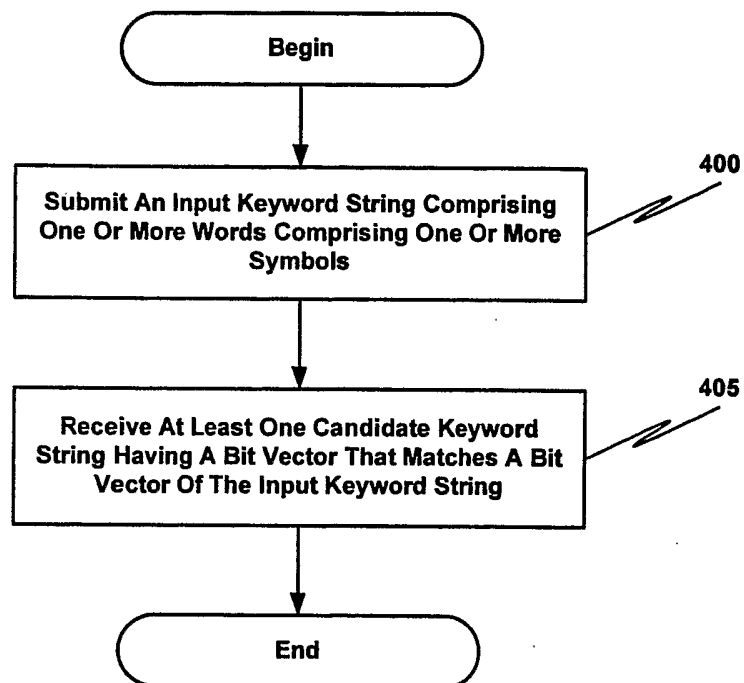 Begin
400
Submit An Input Keyword String Comprising
One Or More Words Comprising One Or More
Symbols
405
Receive At Least One Candidate Keyword
String Having A Bit Vector That Matches A Bit
Vector Of The Input Keyword String
End